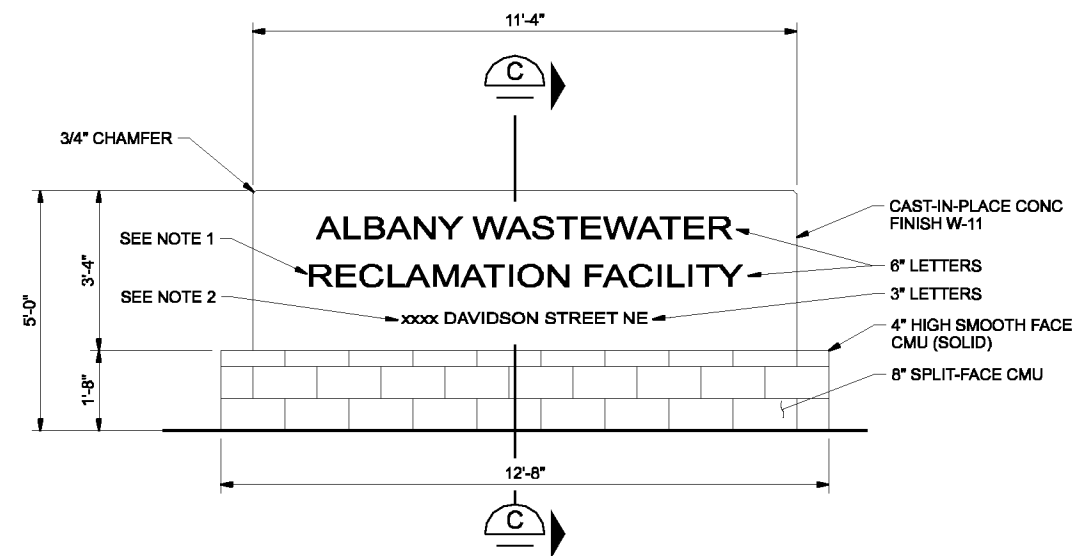 11'-4"
C
3/4" CHAMFER
CAST-IN-PLACE CONC
FINISH W-11
ALBANY WASTEWATER
SEE NOTE 1
6" LETTERS
RECLAMATION FACILITY
3'-4"
SEE NOTE 2
3" LETTERS
xxxx DAVIDSON STREET NE
5'-0"
4" HIGH SMOOTH FACE
CMU (SOLID)
1'-8"
8" SPLIT-FACE CMU
12'-8"
C